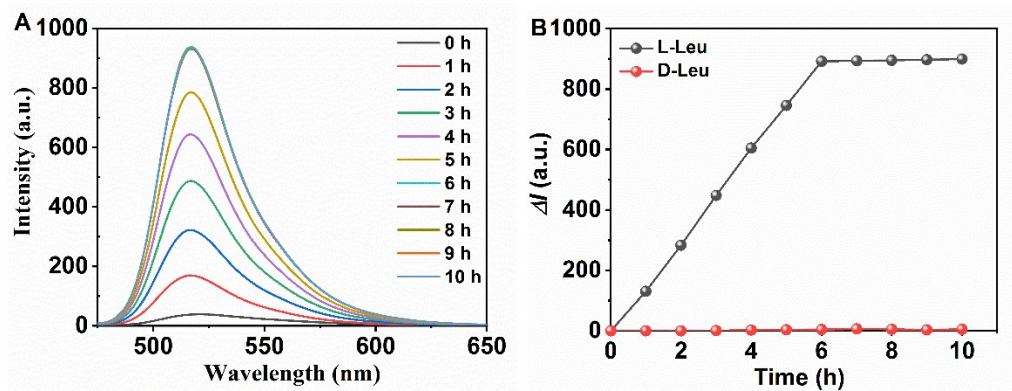 A
1000
800
600
400
200
0
Intensity (a.u.)
500
550
600
650
Wavelength (nm)
0 h
1 h
2 h
3 h
4 h
5 h
6 h
7 h
8 h
9 h
10 h
B
1000
800
600
400
200
0
ΔI (a.u.)
0
2
4
6
8
10
Time (h)
L-Leu
D-Leu